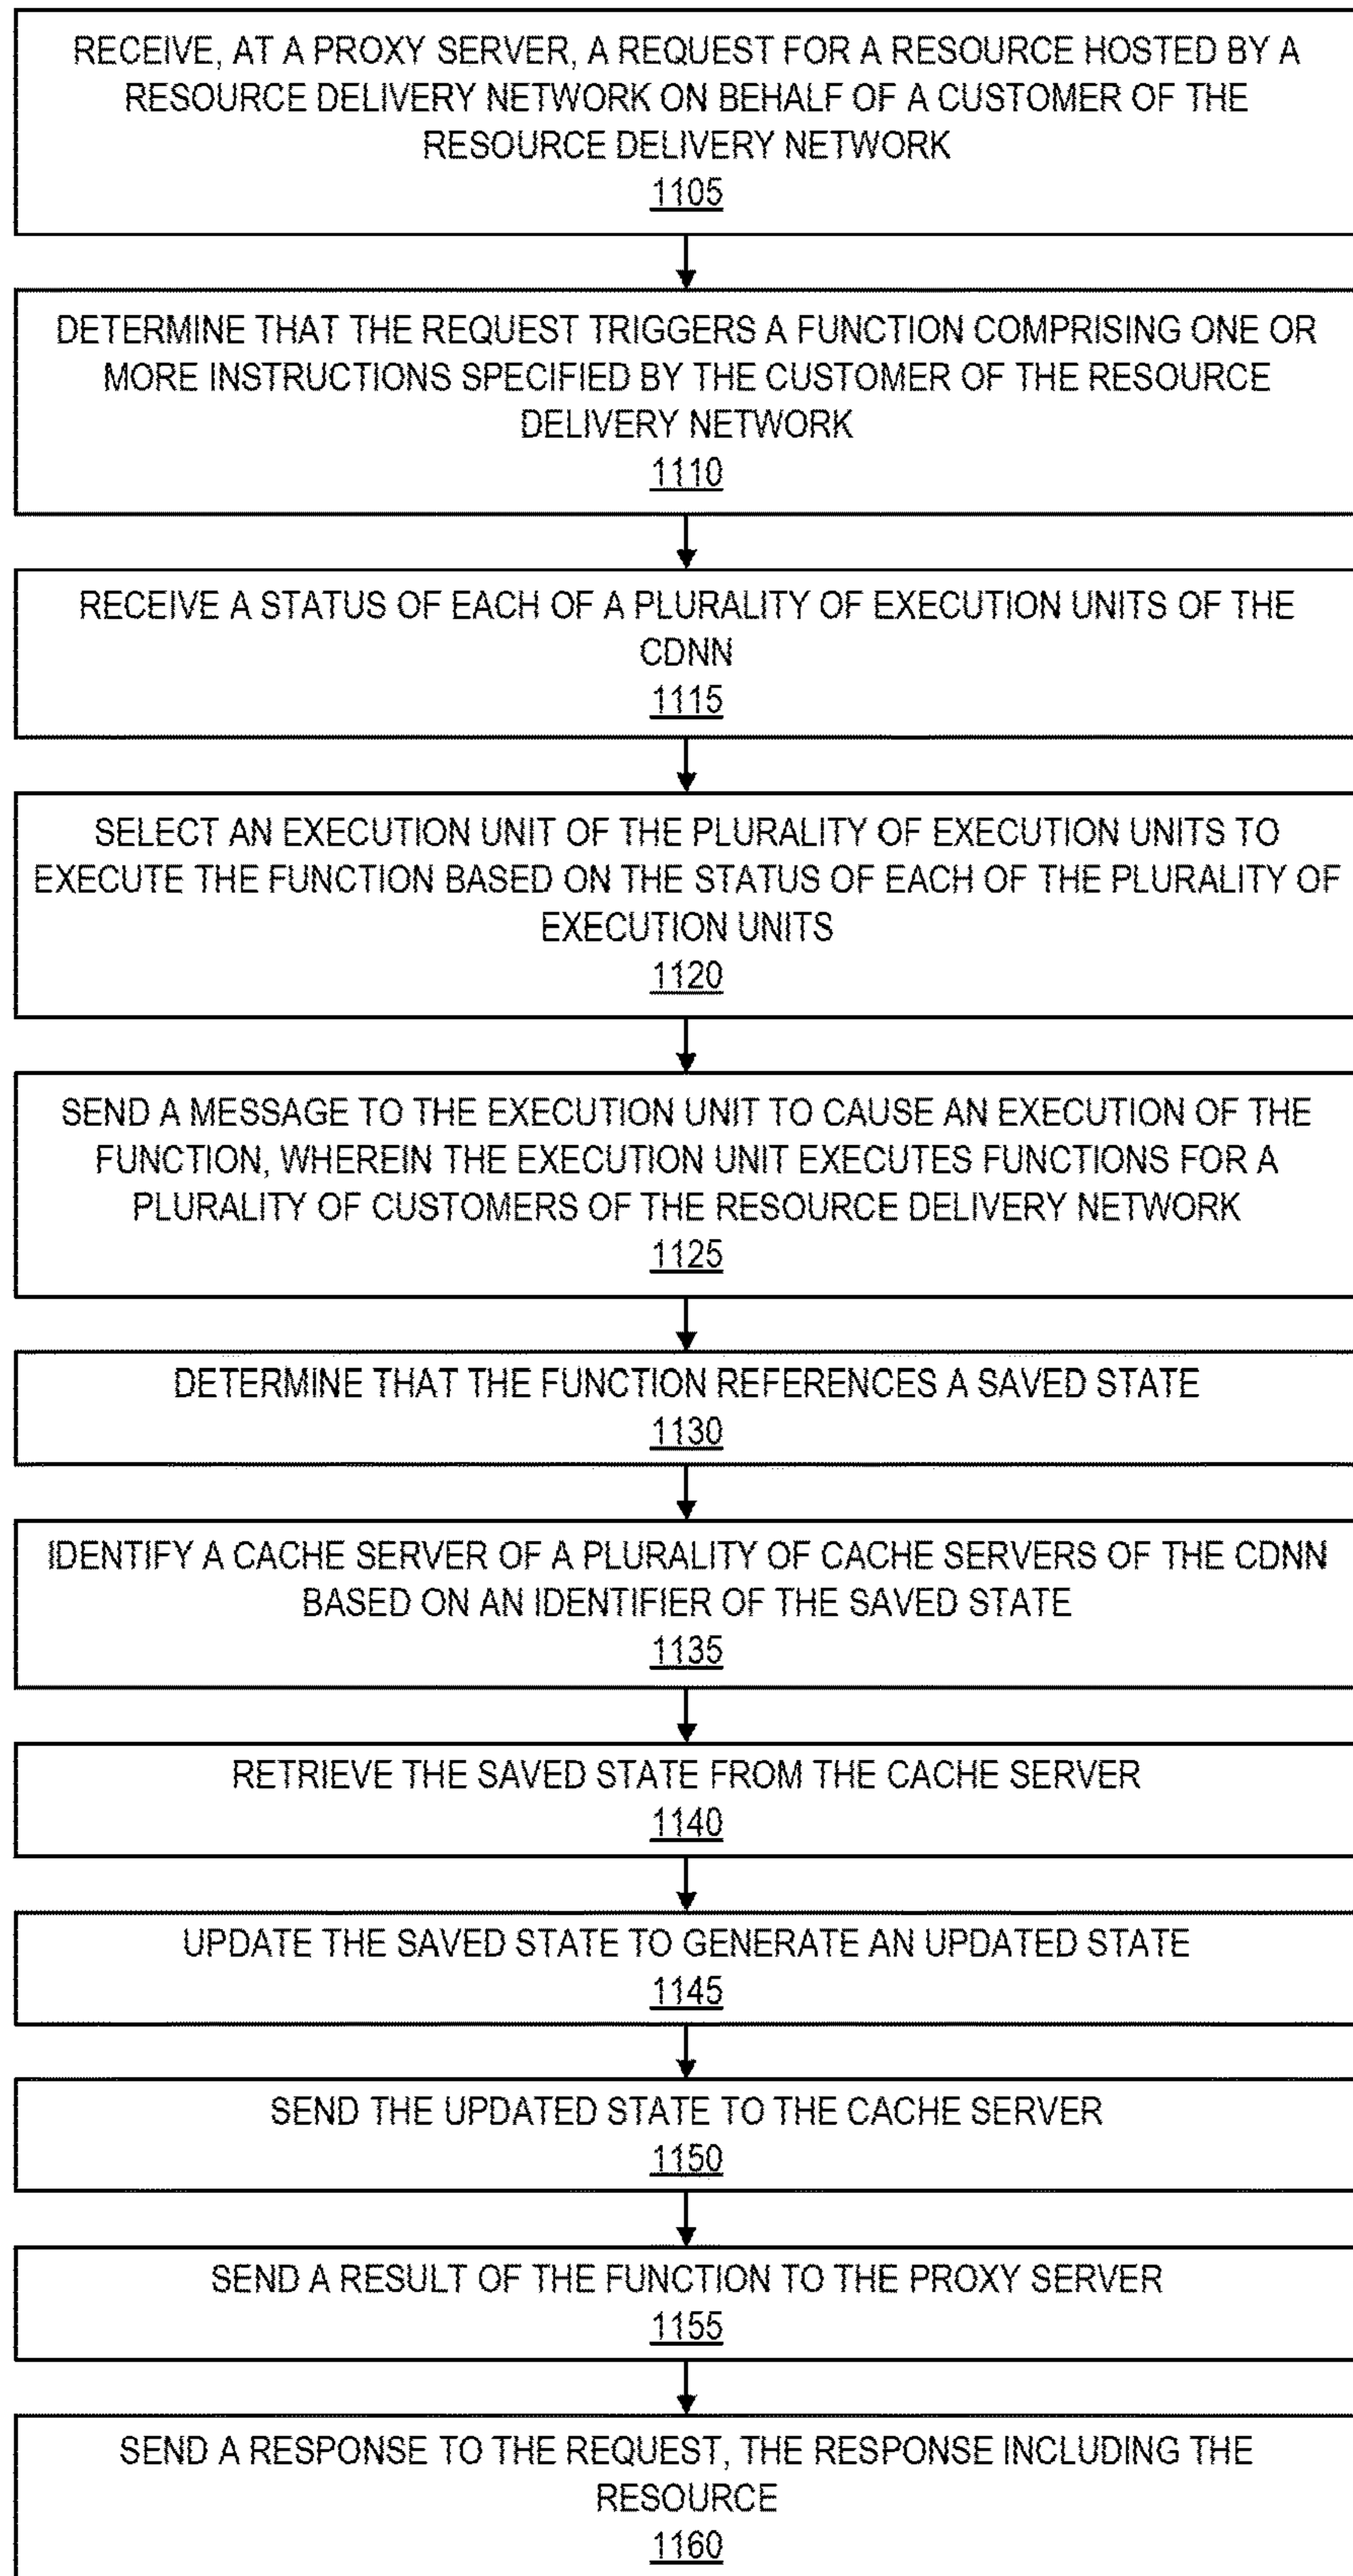 RECEIVE, AT A PROXY SERVER, A REQUEST FOR A RESOURCE HOSTED BY A
RESOURCE DELIVERY NETWORK ON BEHALF OF A CUSTOMER OF THE
RESOURCE DELIVERY NETWORK
1105
DETERMINE THAT THE REQUEST TRIGGERS A FUNCTION COMPRISING ONE OR
MORE INSTRUCTIONS SPECIFIED BY THE CUSTOMER OF THE RESOURCE
DELIVERY NETWORK
1110
RECEIVE A STATUS OF EACH OF A PLURALITY OF EXECUTION UNITS OF THE
CDNN
1115
SELECT AN EXECUTION UNIT OF THE PLURALITY OF EXECUTION UNITS TO
EXECUTE THE FUNCTION BASED ON THE STATUS OF EACH OF THE PLURALITY OF
EXECUTION UNITS
1120
SEND A MESSAGE TO THE EXECUTION UNIT TO CAUSE AN EXECUTION OF THE
FUNCTION, WHEREIN THE EXECUTION UNIT EXECUTES FUNCTIONS FOR A
PLURALITY OF CUSTOMERS OF THE RESOURCE DELIVERY NETWORK
1125
DETERMINE THAT THE FUNCTION REFERENCES A SAVED STATE
1130
IDENTIFY A CACHE SERVER OF A PLURALITY OF CACHE SERVERS OF THE CDNN
BASED ON AN IDENTIFIER OF THE SAVED STATE
1135
RETRIEVE THE SAVED STATE FROM THE CACHE SERVER
1140
UPDATE THE SAVED STATE TO GENERATE AN UPDATED STATE
1145
SEND THE UPDATED STATE TO THE CACHE SERVER
1150
SEND A RESULT OF THE FUNCTION TO THE PROXY SERVER
1155
SEND A RESPONSE TO THE REQUEST, THE RESPONSE INCLUDING THE
RESOURCE
1160